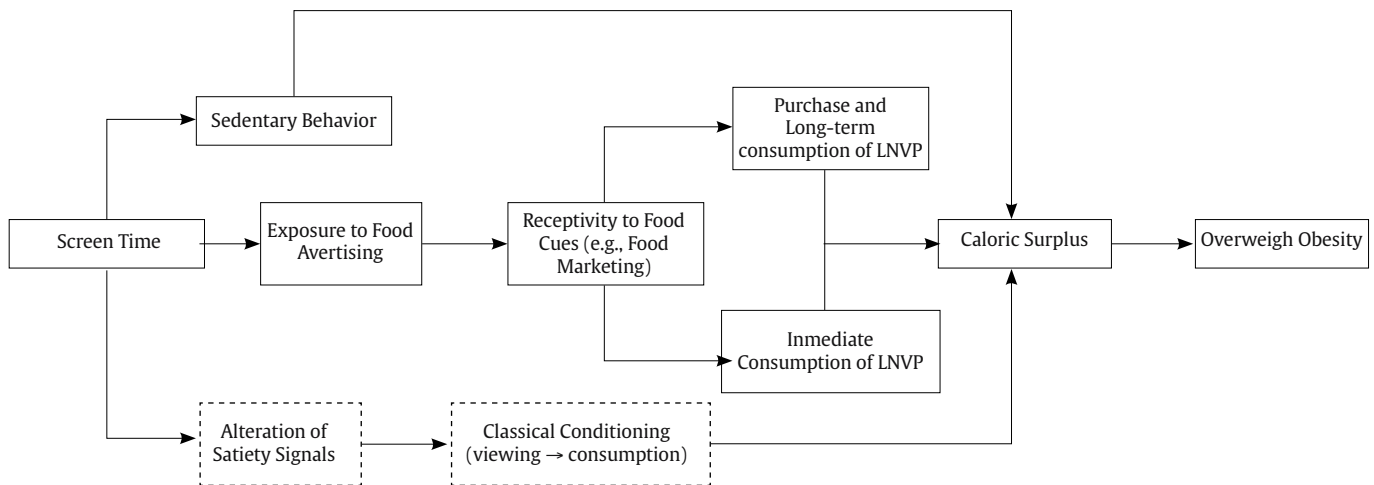 Sedentary Behavior
Purchase and
Long-term
consumption of LNVP
Screen Time
Exposure to Food
Avertising
Receptivity to Food
Cues (e.g., Food
Marketing)
Caloric Surplus
Overweigh Obesity
Inmediate
Consumption of LNVP
Alteration of
Satiety Signals
Classical Conditioning
(viewing → consumption)